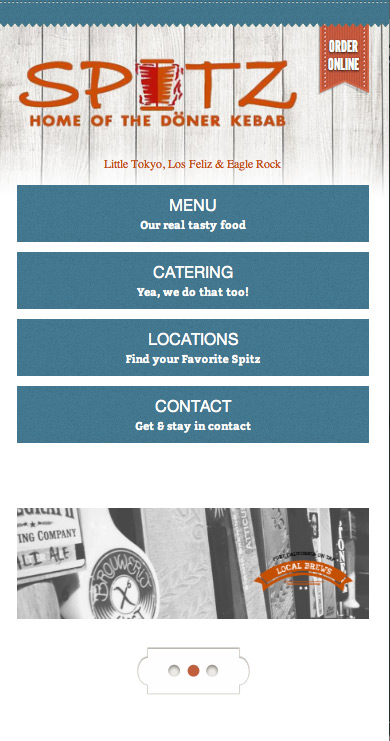 ORDER
ONLINE
SPITZ
HOME OF THE DÖNER KEBAB
Little Tokyo, Los Feliz & Eagle Rock
MENU
Our real tasty food
CATERING
Yea, we do that too!
LOCATIONS
Find your Favorite Spitz
CONTACT
Get & stay in contact
ING COMPANY
ALI ALE
BROUWERIJ
LOCAL BREWS